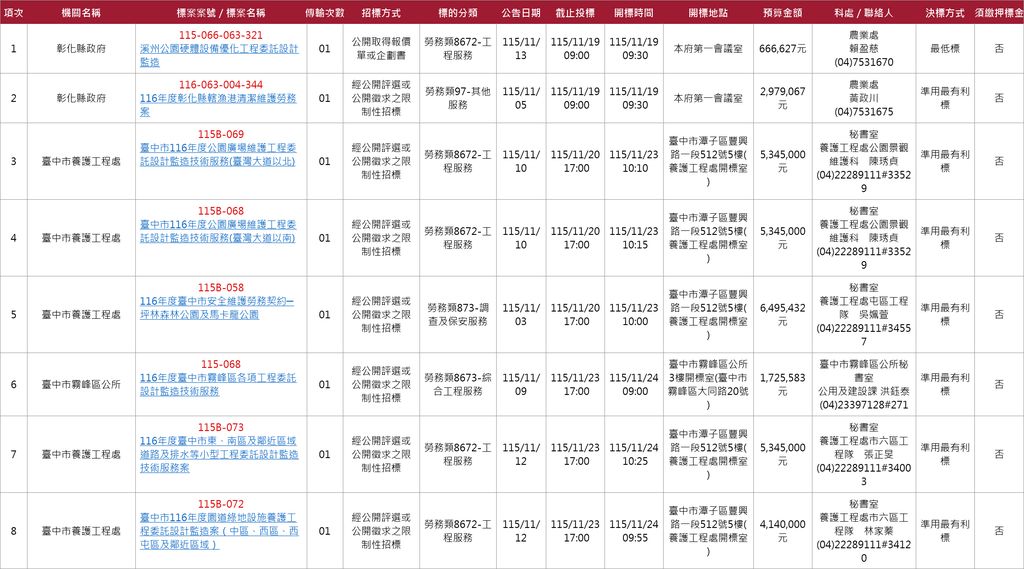 項次 機關名稱 標案案號 / 標案名稱 傳輸次數 招標方式 標的分類 公告日期 截止投標 開標時間 開標地點 預算金額 科處 / 聯絡人 決標方式 須繳押標金
1 彰化縣政府 115-066-063-321 溪州公園硬體設備優化工程委託設計監造 01 公開取得報價單或企劃書 勞務類8672-工程服務 115/11/13 115/11/19 09:00 115/11/19 09:30 本府第一會議室 666,627元 農業處 賴盈慈 (04)7531670 最低標 否
2 彰化縣政府 116-063-004-344 116年度彰化縣轄漁港清潔維護勞務案 01 經公開評選或公開徵求之限制性招標 勞務類97-其他服務 115/11/05 115/11/19 09:00 115/11/19 09:30 本府第一會議室 2,979,067元 農業處 黃政川 (04)7531675 準用最有利標 否
3 臺中市養護工程處 115B-069 臺中市116年度公園廣場維護工程委託設計監造技術服務(臺灣大道以北) 01 經公開評選或公開徵求之限制性招標 勞務類8672-工程服務 115/11/10 115/11/20 17:00 115/11/23 10:10 臺中市潭子區豐興路一段512號5樓(養護工程處開標室) 5,345,000元 秘書室 養護工程處公園景觀維護科 陳琇貞 (04)22289111#33529 準用最有利標 否
4 臺中市養護工程處 115B-068 臺中市116年度公園廣場維護工程委託設計監造技術服務(臺灣大道以南) 01 經公開評選或公開徵求之限制性招標 勞務類8672-工程服務 115/11/10 115/11/20 17:00 115/11/23 10:15 臺中市潭子區豐興路一段512號5樓(養護工程處開標室) 5,345,000元 秘書室 養護工程處公園景觀維護科 陳琇貞 (04)22289111#33529 準用最有利標 否
5 臺中市養護工程處 115B-058 116年度臺中市安全維護勞務契約─坪林森林公園及馬卡龍公園 01 經公開評選或公開徵求之限制性招標 勞務類873-調查及保安服務 115/11/03 115/11/20 17:00 115/11/23 10:00 臺中市潭子區豐興路一段512號5樓(養護工程處開標室) 6,495,432元 秘書室 養護工程處屯區工程隊 吳姵萱 (04)22289111#34557 準用最有利標 否
6 臺中市霧峰區公所 115-068 116年度臺中市霧峰區各項工程委託設計監造技術服務 01 經公開評選或公開徵求之限制性招標 勞務類8673-綜合工程服務 115/11/09 115/11/23 17:00 115/11/24 09:00 臺中市霧峰區公所3樓開標室(臺中市霧峰區大同路20號) 1,725,583元 臺中市霧峰區公所秘書室 公用及建設課 洪鈺泰 (04)23397128#271 準用最有利標 否
7 臺中市養護工程處 115B-073 116年度臺中市東、南區及鄰近區域道路及排水等小型工程委託設計監造技術服務案 01 經公開評選或公開徵求之限制性招標 勞務類8672-工程服務 115/11/12 115/11/23 17:00 115/11/24 10:25 臺中市潭子區豐興路一段512號5樓(養護工程處開標室) 5,345,000元 秘書室 養護工程處市六區工程隊 張正旻 (04)22289111#34003 準用最有利標 否
8 臺中市養護工程處 115B-072 臺中市116年度園道綠地設施養護工程委託設計監造案（中區、西區、西屯區及鄰近區域） 01 經公開評選或公開徵求之限制性招標 勞務類8672-工程服務 115/11/12 115/11/23 17:00 115/11/24 09:55 臺中市潭子區豐興路一段512號5樓(養護工程處開標室) 4,140,000元 秘書室 養護工程處市六區工程隊 林家蓁 (04)22289111#34120 準用最有利標 否